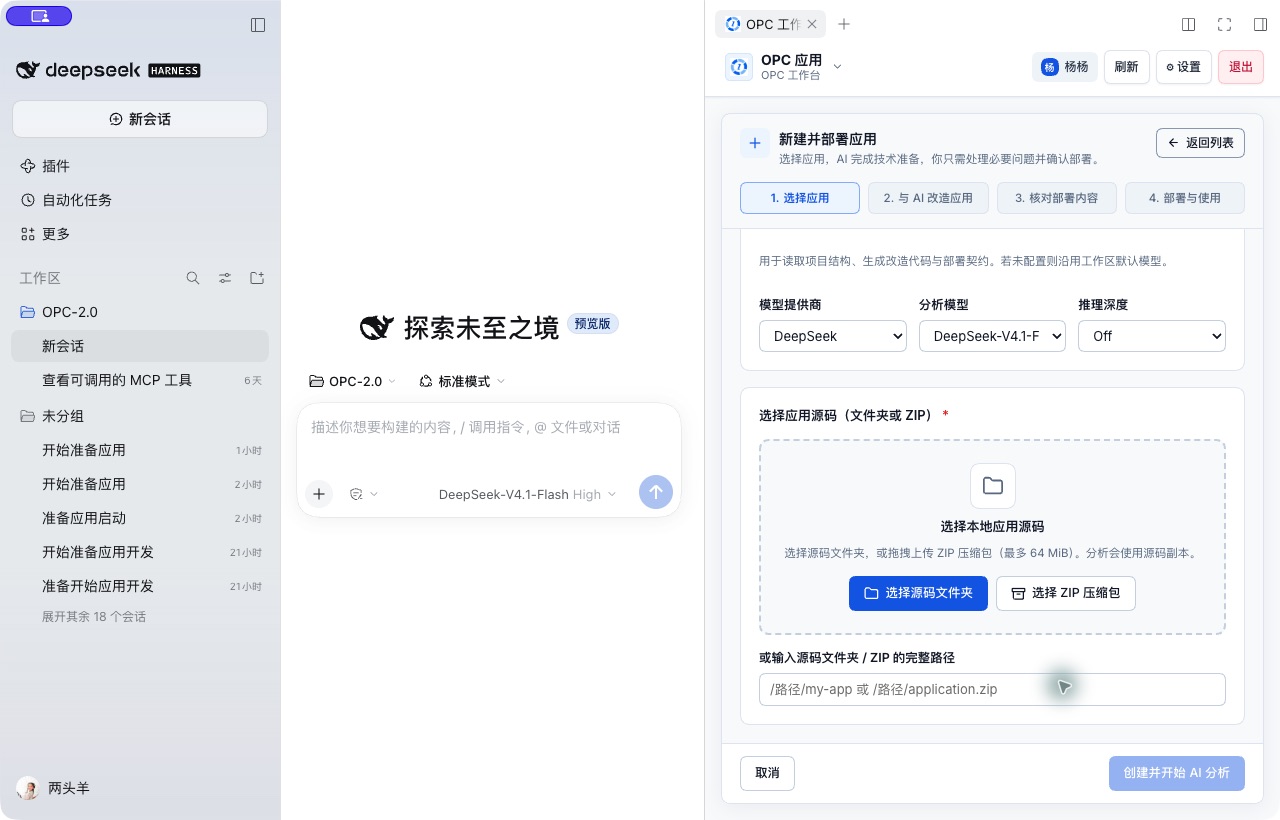 deepseek HARNESS
新会话
插件
自动化任务
更多
工作区
OPC-2.0
新会话
查看可调用的 MCP 工具 6天
未分组
开始准备应用 1小时
开始准备应用 2小时
准备应用启动 2小时
开始准备应用开发 21小时
准备开始应用开发 21小时
展开其余 18 个会话
两头羊
探索未至之境 预览版
OPC-2.0 标准模式
描述你想要构建的内容, / 调用指令, @ 文件或对话
DeepSeek-V4.1-Flash High
OPC 工作
OPC 应用
OPC 工作台
杨 杨杨 刷新 设置 退出
新建并部署应用
选择应用，AI 完成技术准备，你只需处理必要问题并确认部署。
返回列表
1. 选择应用 2. 与 AI 改造应用 3. 核对部署内容 4. 部署与使用
用于读取项目结构、生成改造代码与部署契约。若未配置则沿用工作区默认模型。
模型提供商 分析模型 推理深度
DeepSeek DeepSeek-V4.1-F Off
选择应用源码（文件夹或 ZIP） *
选择本地应用源码
选择源码文件夹，或拖拽上传 ZIP 压缩包（最多 64 MiB）。分析会使用源码副本。
选择源码文件夹 选择 ZIP 压缩包
或输入源码文件夹 / ZIP 的完整路径
/路径/my-app 或 /路径/application.zip
取消 创建并开始 AI 分析